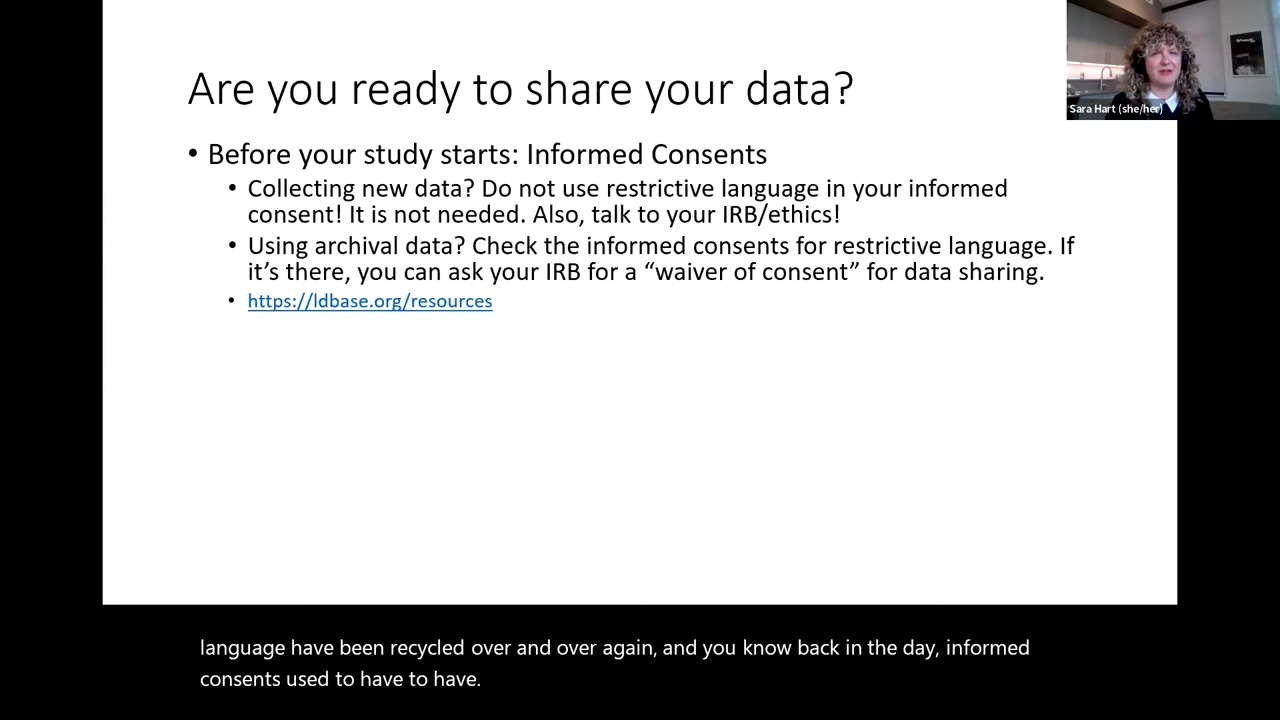 Are you ready to share your data?
Sara Hart (she/her)
• Before your study starts: Informed Consents
• Collecting new data? Do not use restrictive language in your informed
consent! It is not needed. Also, talk to your IRB/ethics!
• Using archival data? Check the informed consents for restrictive language. If
it’s there, you can ask your IRB for a “waiver of consent” for data sharing.
• https://ldbase.org/resources
language have been recycled over and over again, and you know back in the day, informed
consents used to have to have.